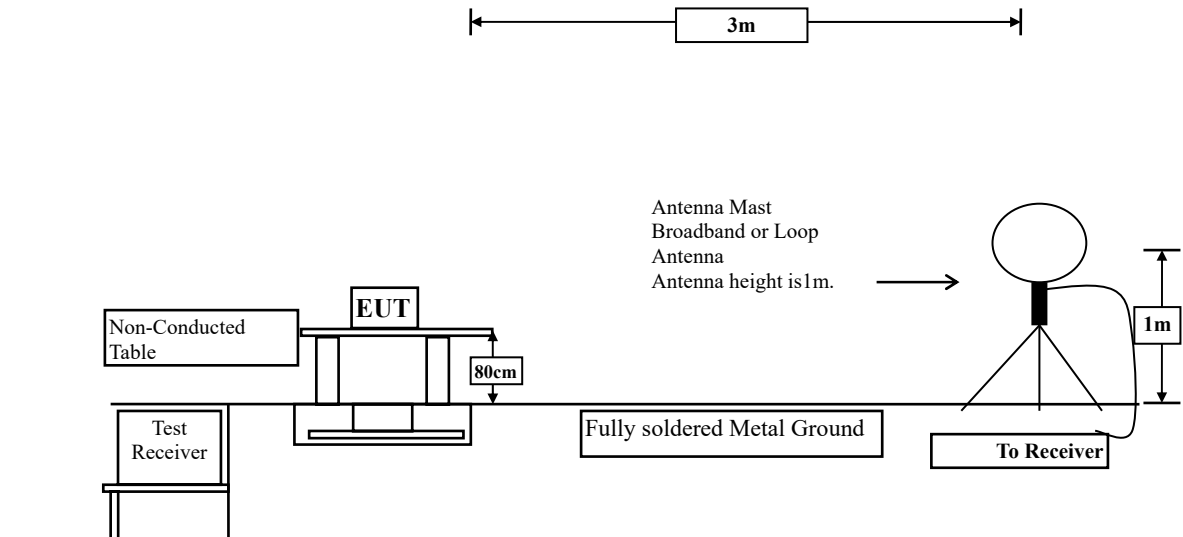 3m
Antenna Mast
Broadband or Loop
Antenna
Antenna height is1m.
EUT
Non-Conducted
Table
1m
80cm
Test
Receiver
Fully soldered Metal Ground
To Receiver